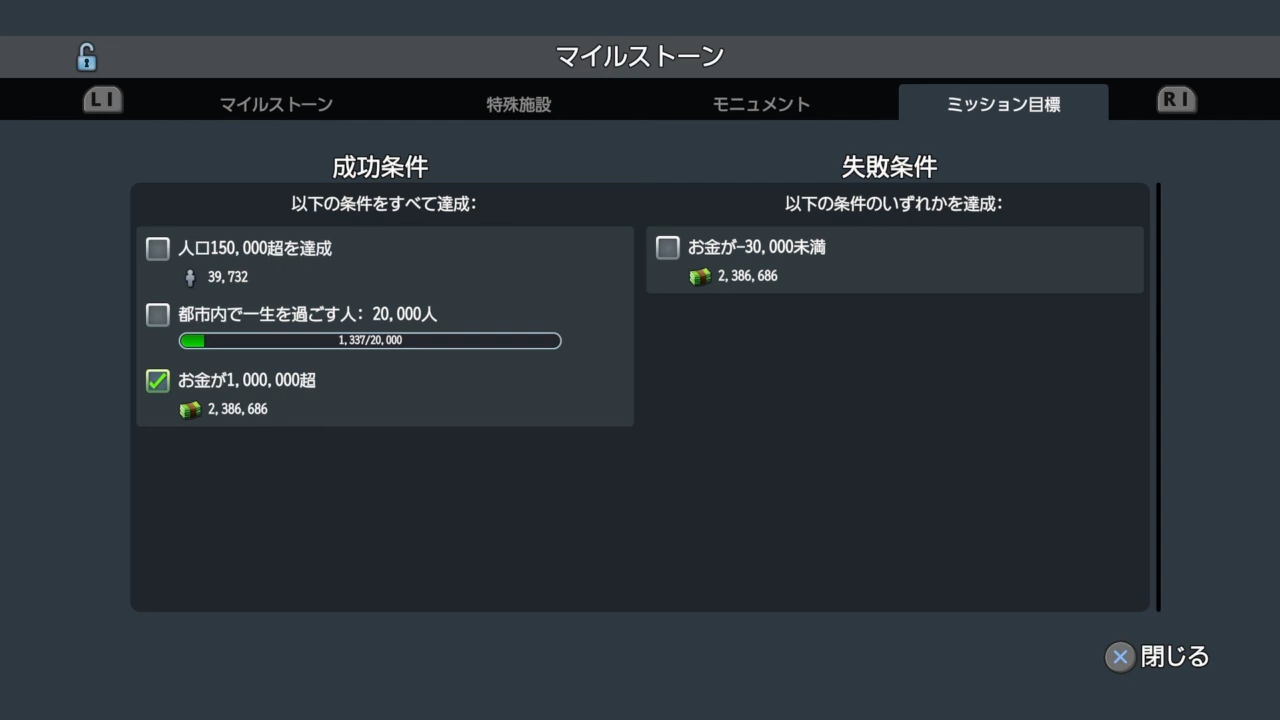 マイルストーン
L1
マイルストーン
特殊施設
モニュメント
ミッション目標
R1
成功条件
以下の条件をすべて達成:
人口150,000超を達成
39,732
都市内で一生を過ごす人: 20,000人
1,337/20,000
お金が1,000,000超
2,386,686
失敗条件
以下の条件のいずれかを達成:
お金が-30,000未満
2,386,686
閉じる